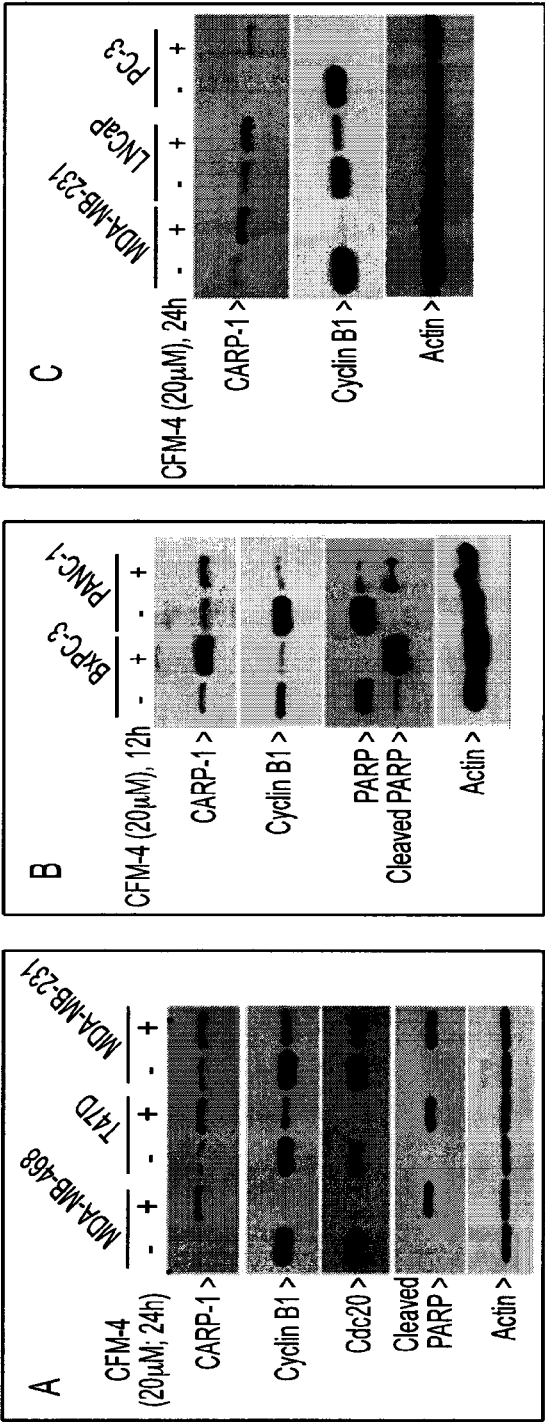 A
CFM-4
(20µM; 24h)
MDA-MB-468
T47D
MDA-MB-231
- + - + - +
CARP-1 >
Cyclin B1 >
Cdc20 >
Cleaved
PARP >
Actin >
B
CFM-4 (20µM), 12h
BxPC-3
PANC-1
- + - +
CARP-1 >
Cyclin B1 >
PARP >
Cleaved PARP >
Actin >
C
CFM-4 (20µM), 24h
MDA-MB-231
LNCaP
PC-3
- + - + - +
CARP-1 >
Cyclin B1 >
Actin >